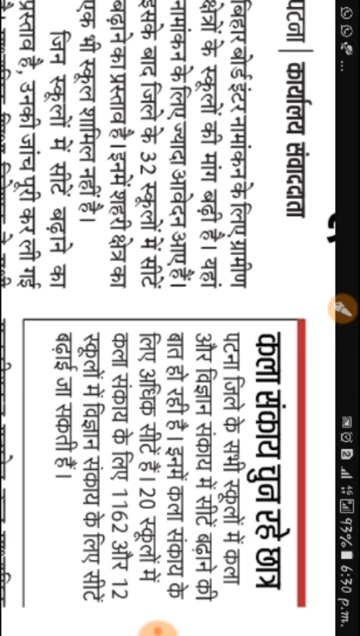 93% 6:30 p.m.
पटना | कार्यालय संवाददाता
बिहार बोर्ड इंटर नामांकन के लिए ग्रामीण
क्षेत्रों के स्कूलों की मांग बढ़ी है। यहां
नामांकन के लिए ज्यादा आवेदन आए हैं।
इसके बाद जिले के 32 स्कूलों में सीटें
बढ़ाने का प्रस्ताव है। इनमें शहरी क्षेत्र का
एक भी स्कूल शामिल नहीं है।
जिन स्कूलों में सीटें बढ़ाने का
प्रस्ताव है, उनकी जांच पूरी कर ली गई
कला संकाय चुन रहे छात्र
पटना जिले के सभी स्कूलों में कला
और विज्ञान संकाय में सीटें बढ़ाने की
बात हो रही है। इनमें कला संकाय के
लिए अधिक सीटें हैं। 20 स्कूलों में
कला संकाय के लिए 1162 और 12
स्कूलों में विज्ञान संकाय के लिए सीटें
बढ़ाई जा सकती हैं।